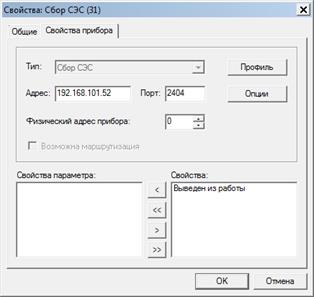 Свойства: Сбор СЭС (31)
Общие Свойства прибора
Тип: Сбор СЭС Профиль
Адрес: 192.168.101.52 Порт: 2404 Опции
Физический адрес прибора: 0
Возможна маршрутизация
Свойства параметра: Свойства:
< Выведен из работы
<<
>
>>
OK Отмена